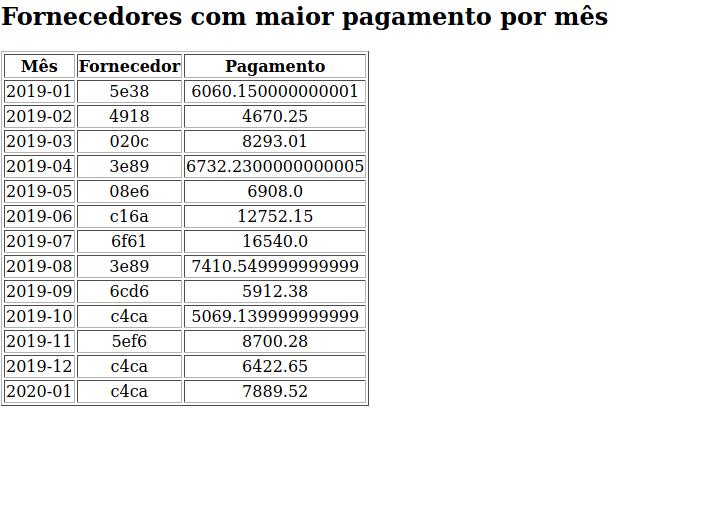 Fornecedores com maior pagamento por mês
Mês Fornecedor Pagamento
2019-01 5e38 6060.150000000001
2019-02 4918 4670.25
2019-03 020c 8293.01
2019-04 3e89 6732.2300000000005
2019-05 08e6 6908.0
2019-06 c16a 12752.15
2019-07 6f61 16540.0
2019-08 3e89 7410.549999999999
2019-09 6cd6 5912.38
2019-10 c4ca 5069.139999999999
2019-11 5ef6 8700.28
2019-12 c4ca 6422.65
2020-01 c4ca 7889.52